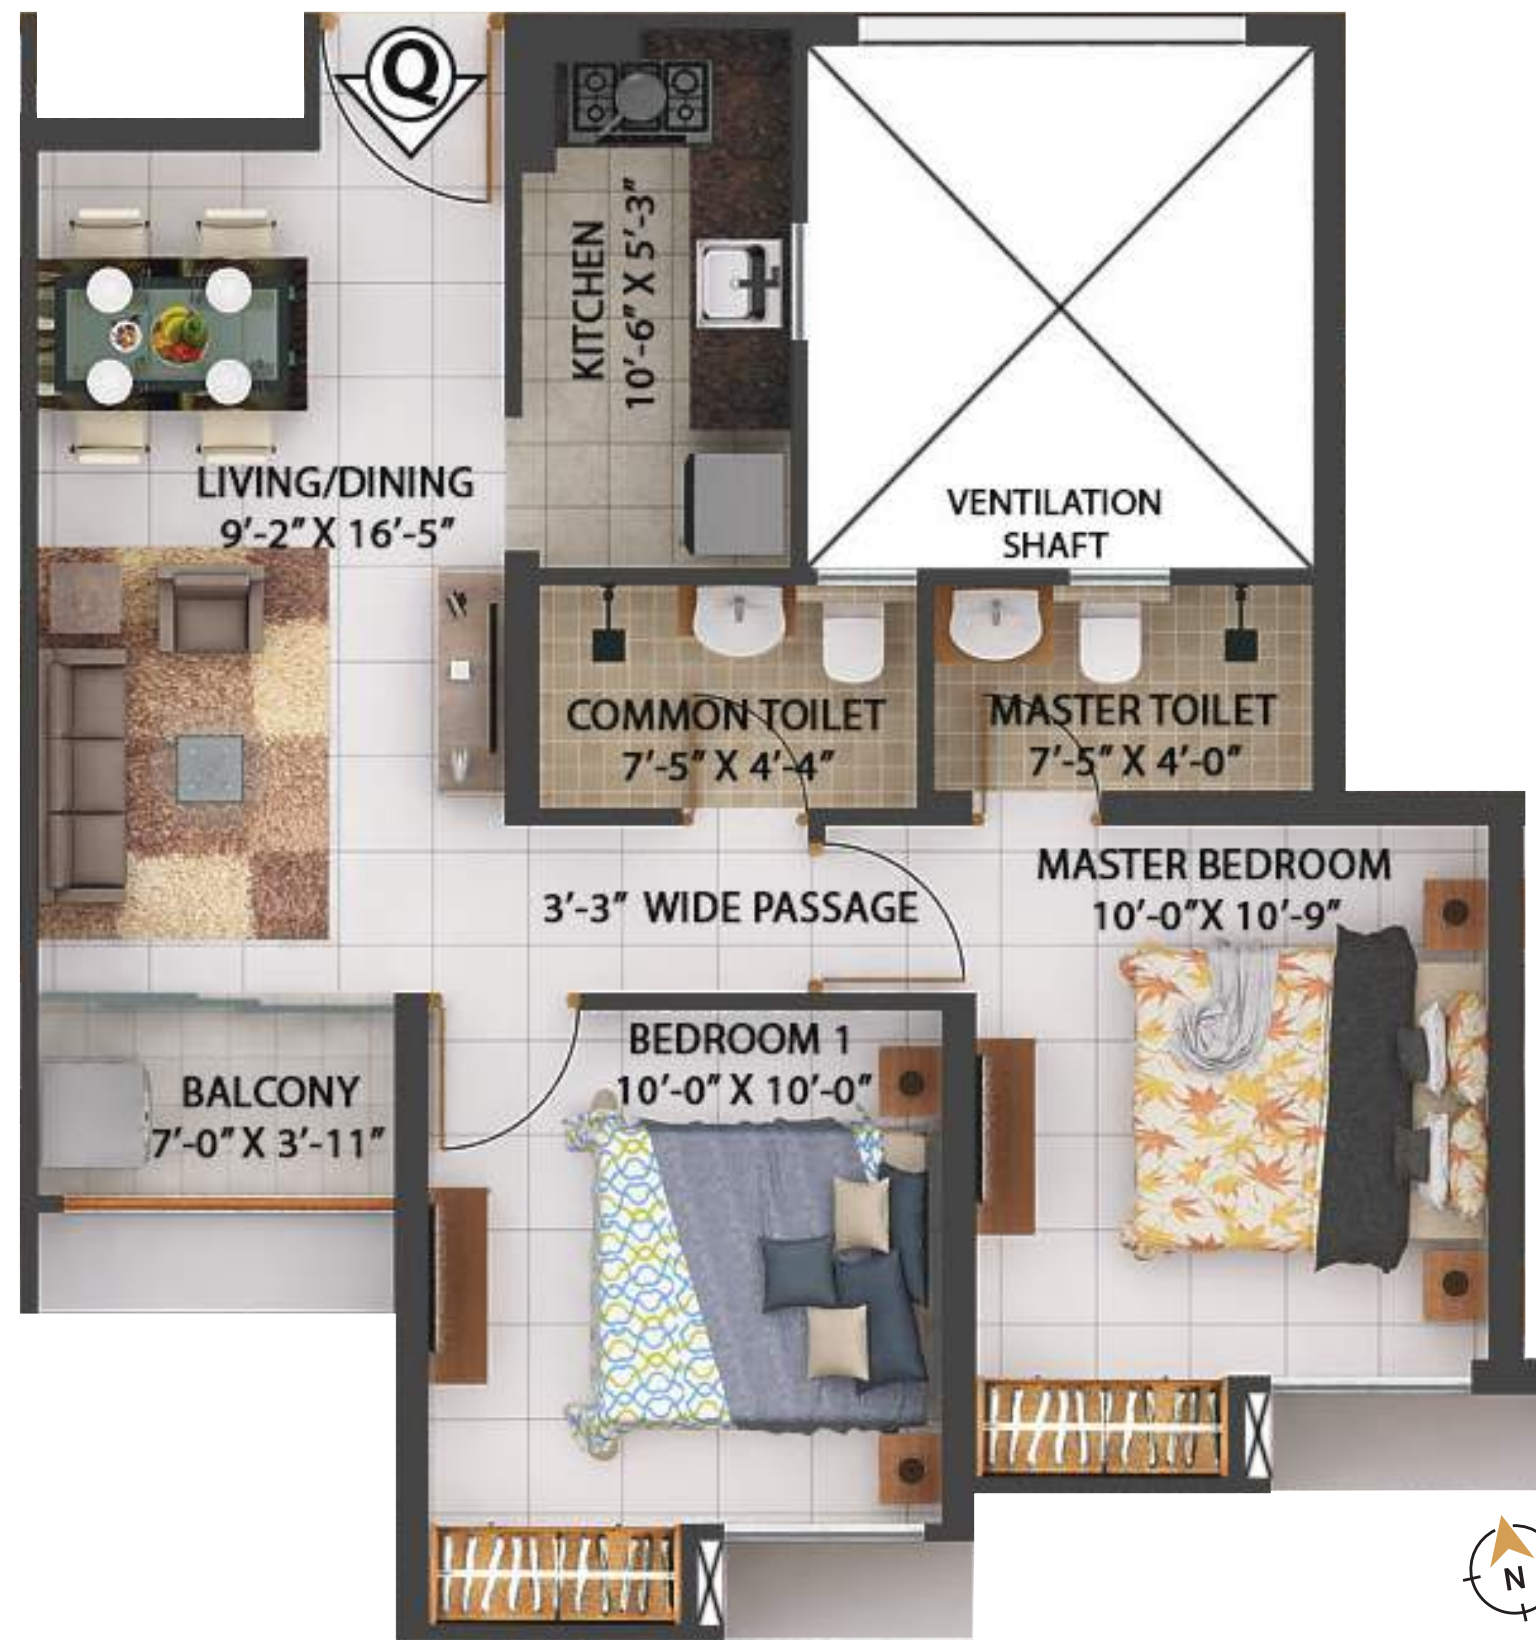 Q
KITCHEN
10'-6" X 5'-3"
LIVING/DINING
9'-2" X 16'-5"
VENTILATION
SHAFT
COMMON TOILET
7'-5" X 4'-4"
MASTER TOILET
7'-5" X 4'-0"
3'-3" WIDE PASSAGE
MASTER BEDROOM
10'-0"X 10'-9"
BEDROOM 1
10'-0" X 10'-0"
BALCONY
7'-0" X 3'-11"
N